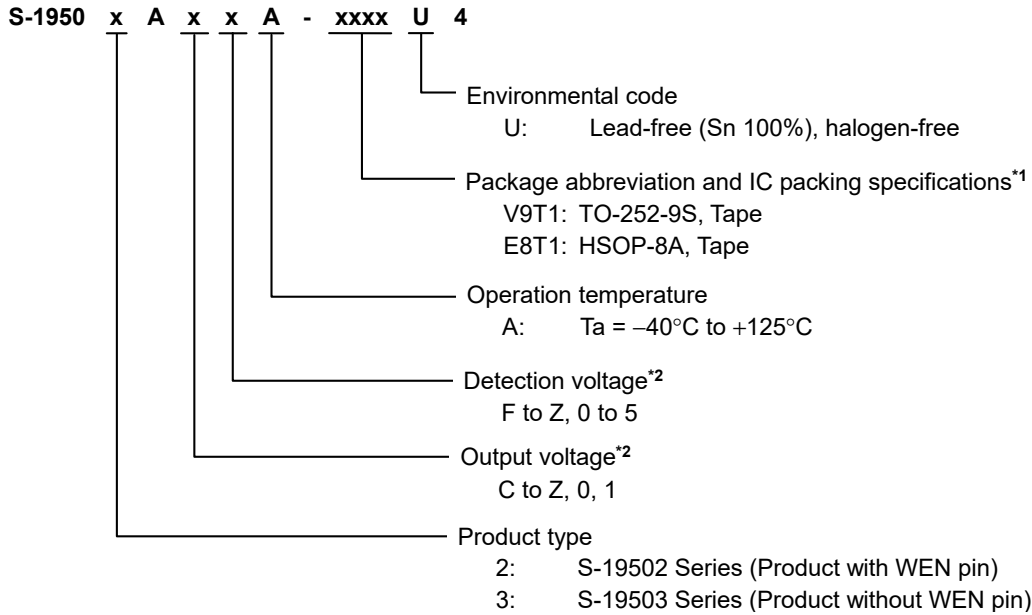 S-1950 x A x x A - xxxx U 4
Environmental code
U: Lead-free (Sn 100%), halogen-free
Package abbreviation and IC packing specifications*1
V9T1: TO-252-9S, Tape
E8T1: HSOP-8A, Tape
Operation temperature
A: Ta = −40°C to +125°C
Detection voltage*2
F to Z, 0 to 5
Output voltage*2
C to Z, 0, 1
Product type
2: S-19502 Series (Product with WEN pin)
3: S-19503 Series (Product without WEN pin)